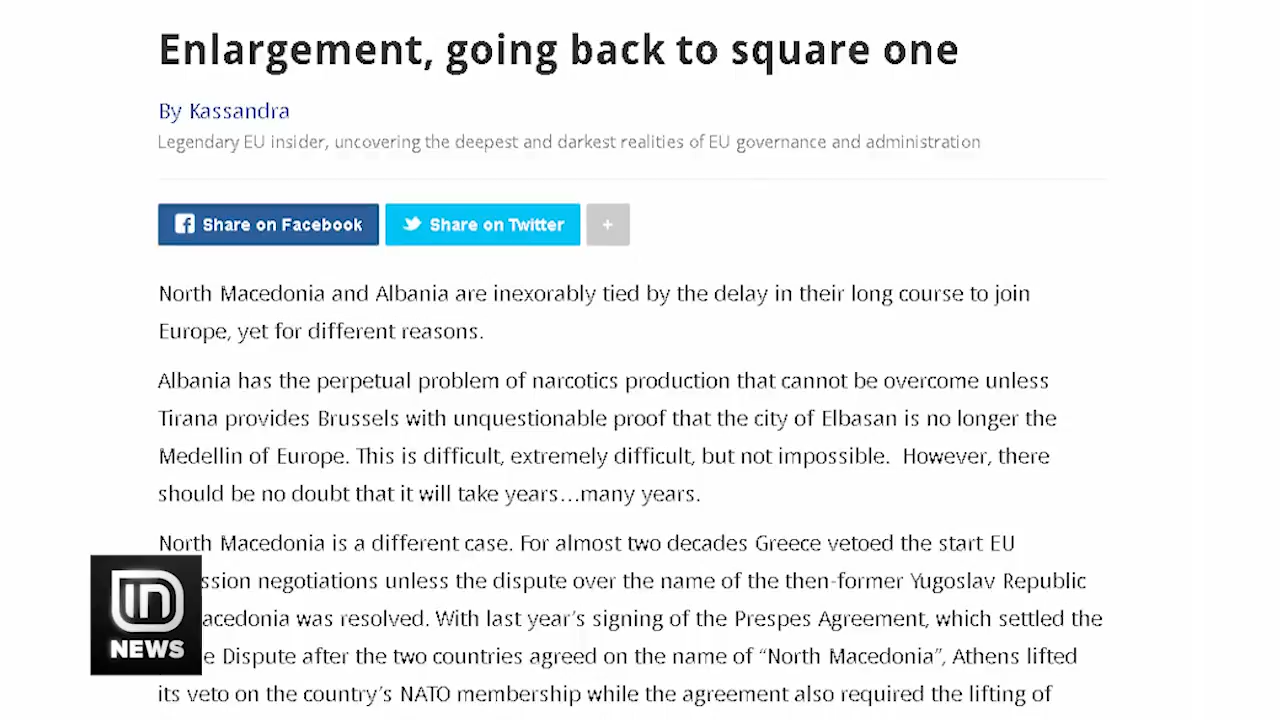 Enlargement, going back to square one
By Kassandra
Legendary EU insider, uncovering the deepest and darkest realities of EU governance and administration
Share on Facebook
Share on Twitter
+
North Macedonia and Albania are inexorably tied by the delay in their long course to join
Europe, yet for different reasons.
Albania has the perpetual problem of narcotics production that cannot be overcome unless
Tirana provides Brussels with unquestionable proof that the city of Elbasan is no longer the
Medellin of Europe. This is difficult, extremely difficult, but not impossible. However, there
should be no doubt that it will take years…many years.
North Macedonia is a different case. For almost two decades Greece vetoed the start EU
negotiations unless the dispute over the name of the then-former Yugoslav Republic
was resolved. With last year's signing of the Prespes Agreement, which settled the
Dispute after the two countries agreed on the name of “North Macedonia”, Athens lifted
its veto on the country's NATO membership while the agreement also required the lifting of
IN
NEWS